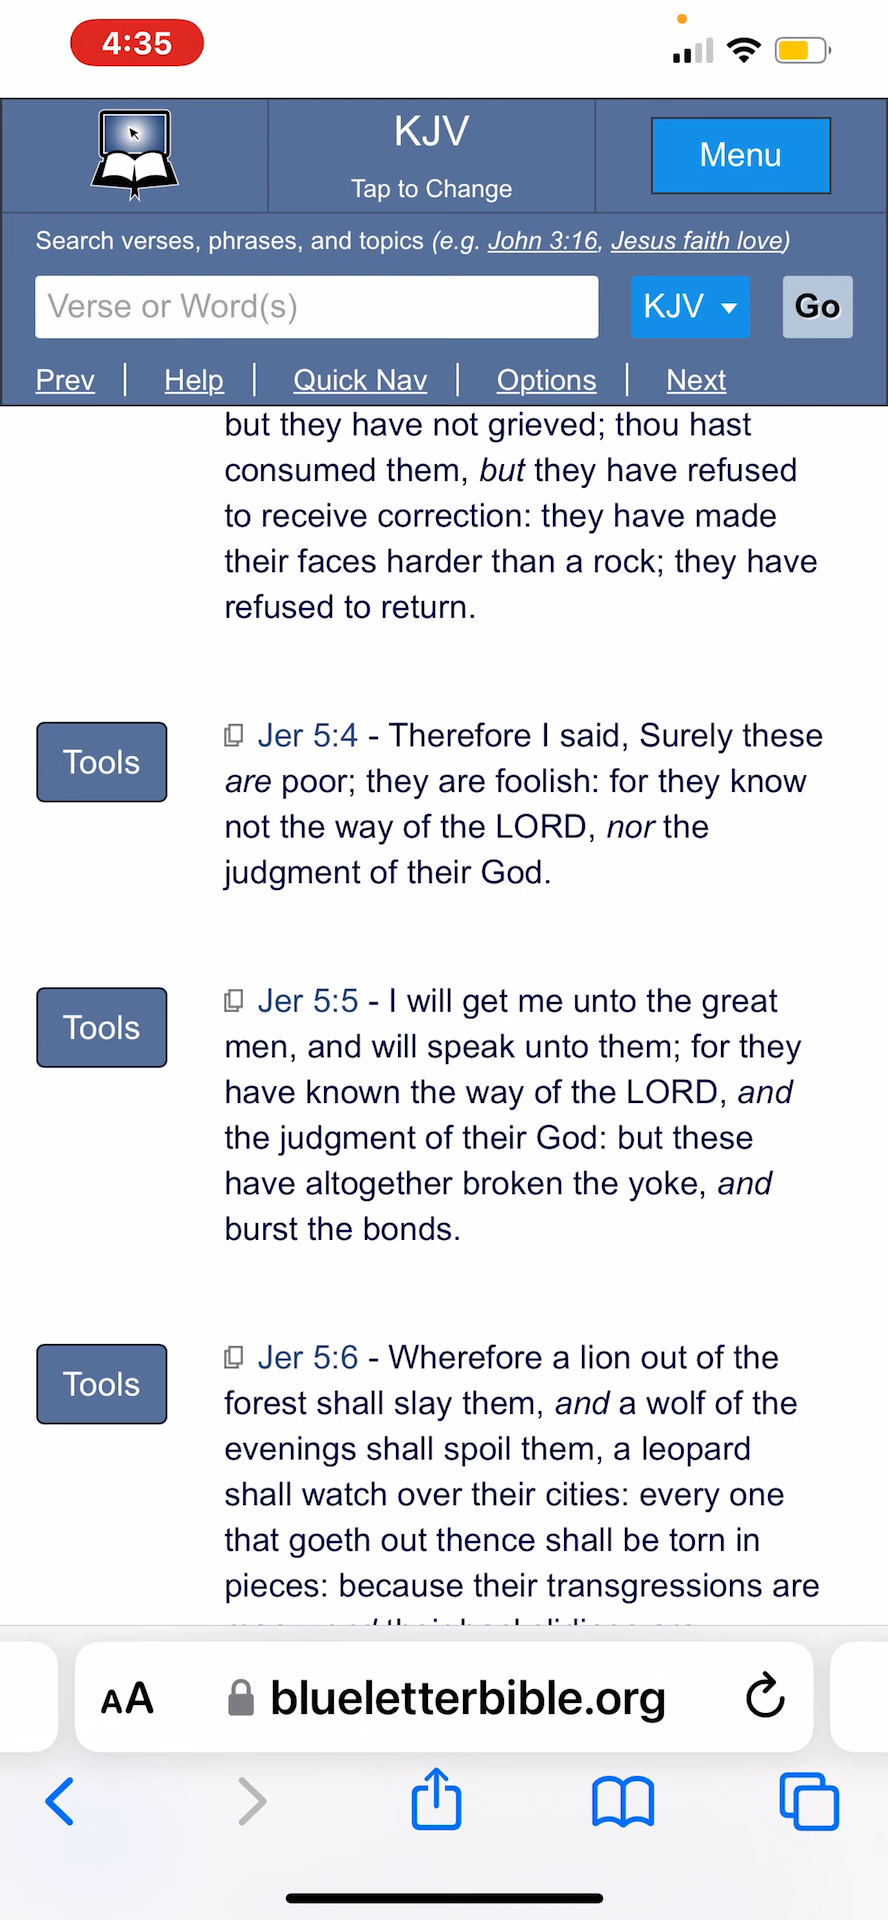 4:35
KJV
Tap to Change
Menu
Search verses, phrases, and topics (e.g. John 3:16, Jesus faith love)
Verse or Word(s)
KJV
Go
Prev | Help | Quick Nav | Options | Next
but they have not grieved; thou hast
consumed them, but they have refused
to receive correction: they have made
their faces harder than a rock; they have
refused to return.
Tools
Jer 5:4 - Therefore I said, Surely these
are poor; they are foolish: for they know
not the way of the LORD, nor the
judgment of their God.
Tools
Jer 5:5 - I will get me unto the great
men, and will speak unto them; for they
have known the way of the LORD, and
the judgment of their God: but these
have altogether broken the yoke, and
burst the bonds.
Tools
Jer 5:6 - Wherefore a lion out of the
forest shall slay them, and a wolf of the
evenings shall spoil them, a leopard
shall watch over their cities: every one
that goeth out thence shall be torn in
pieces: because their transgressions are
AA blueletterbible.org